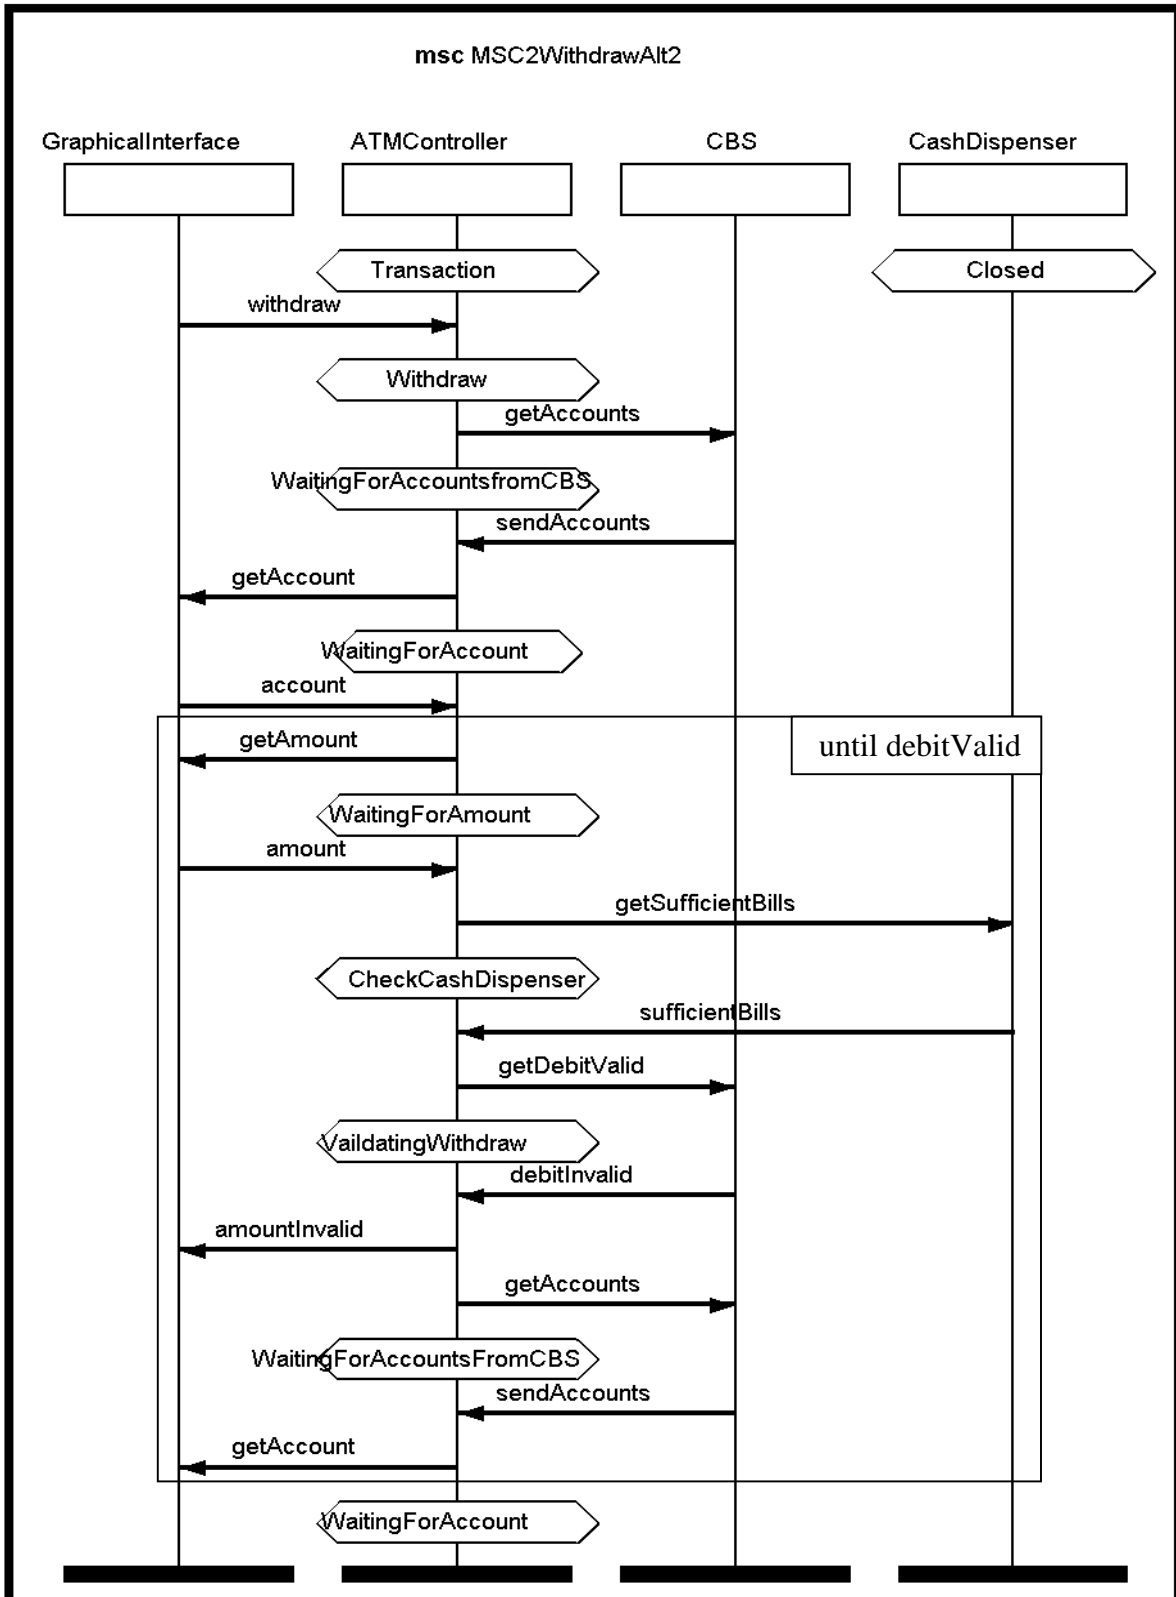 msc MSC2WithdrawAlt2
GraphicalInterface ATMController CBS CashDispenser
Transaction Closed
withdraw
Withdraw
getAccounts
WaitingForAccountsfromCBS
sendAccounts
getAccount
WaitingForAccount
account
getAmount until debitValid
WaitingForAmount
amount
getSufficientBills
CheckCashDispenser
sufficientBills
getDebitValid
VaildatingWithdraw
debitInvalid
amountInvalid
getAccounts
WaitingForAccountsFromCBS
sendAccounts
getAccount
WaitingForAccount